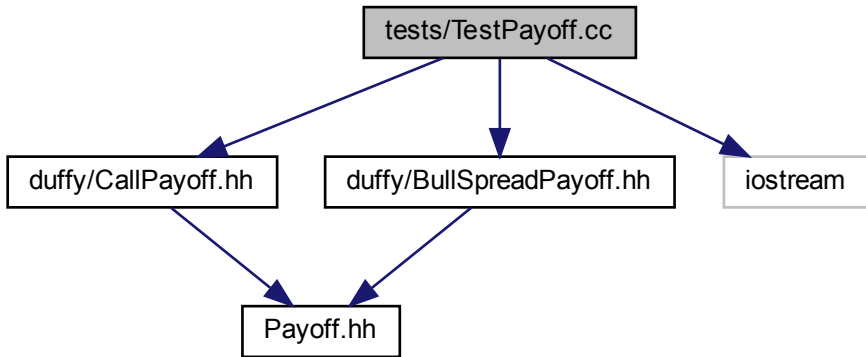 tests/TestPayoff.cc
duffy/CallPayoff.hh
duffy/BullSpreadPayoff.hh
iostream
Payoff.hh